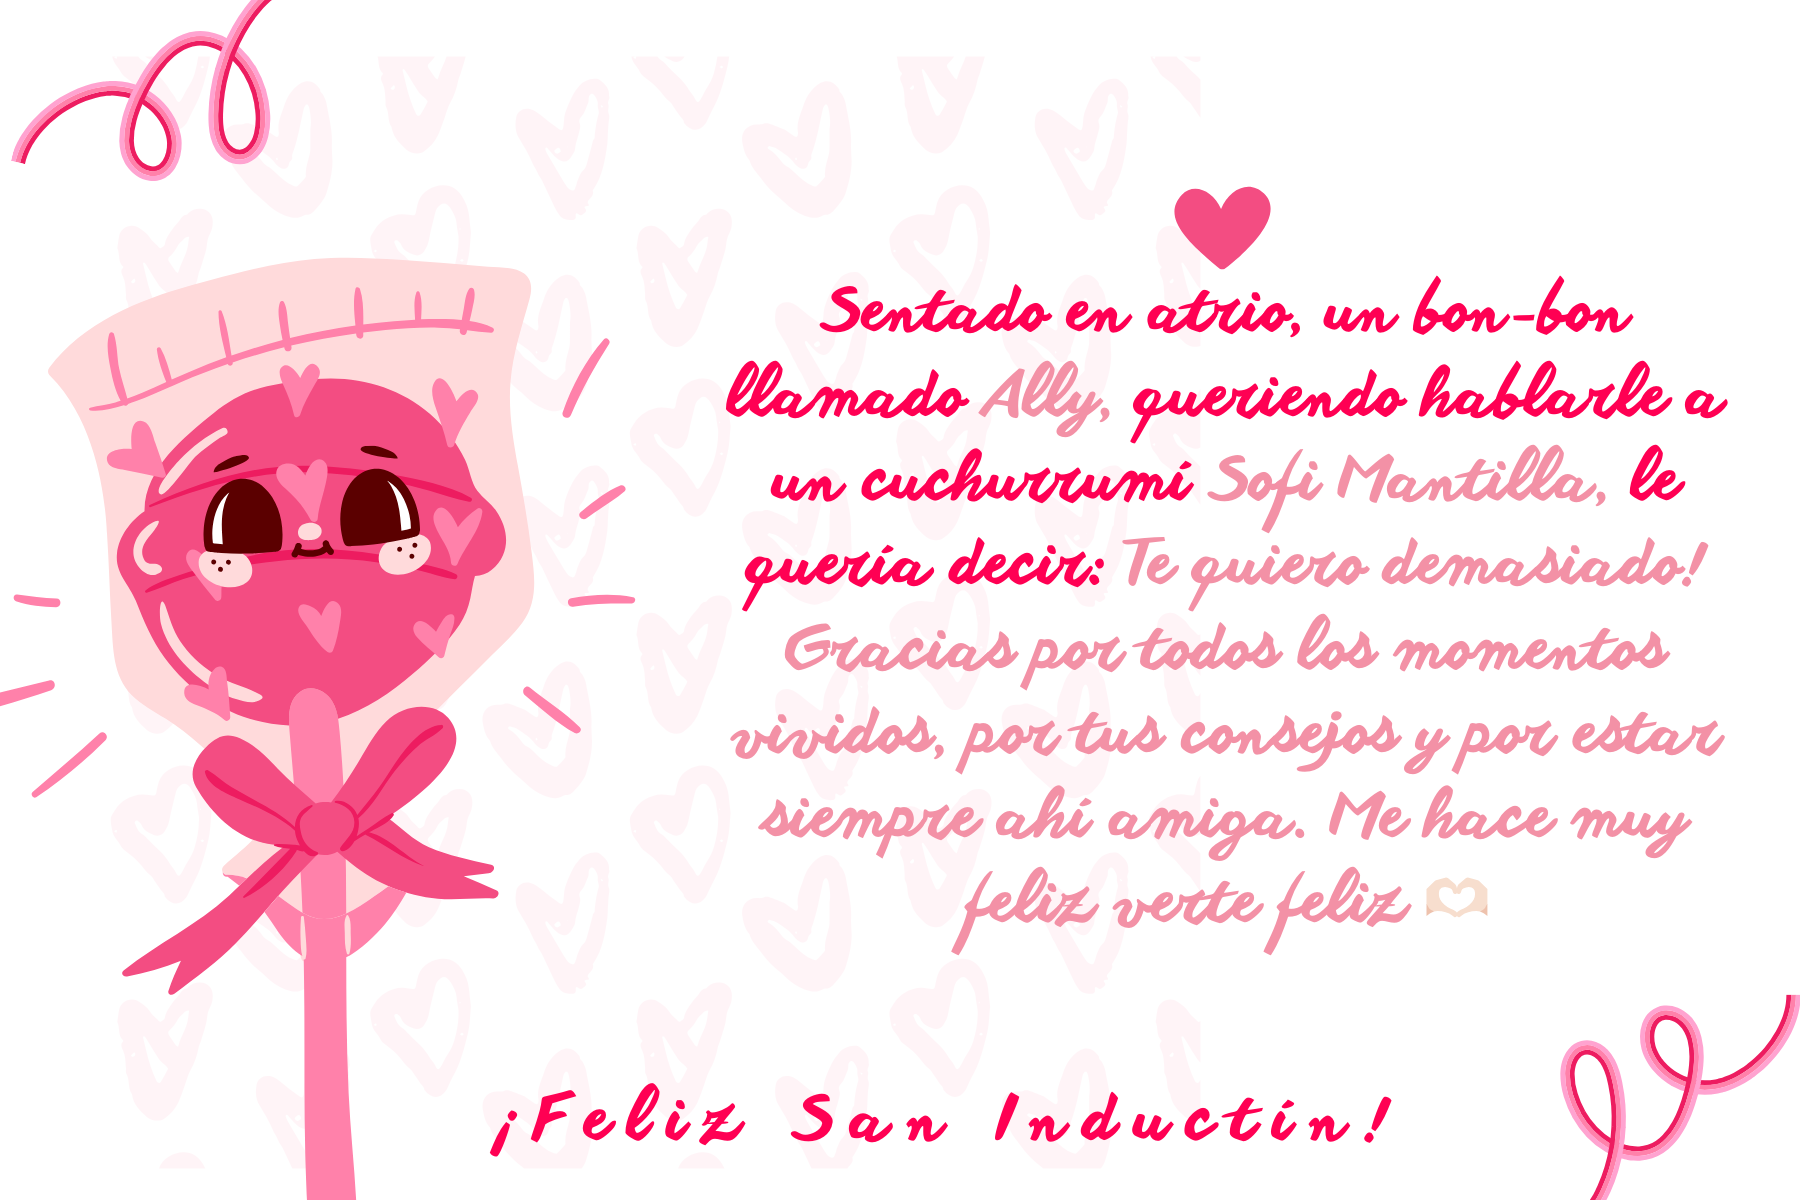 Sentado en atrio, un bon-bon
llamado Ally, queriendo hablarle a
un cuchurrumí Sofi Mantilla, le
quería decir: Te quiero demasiado!
Gracias por todos los momentos
vividos, por tus consejos y por estar
siempre ahí amiga. Me hace muy
feliz verte feliz 🫶🏻
¡Feliz San Inductín!